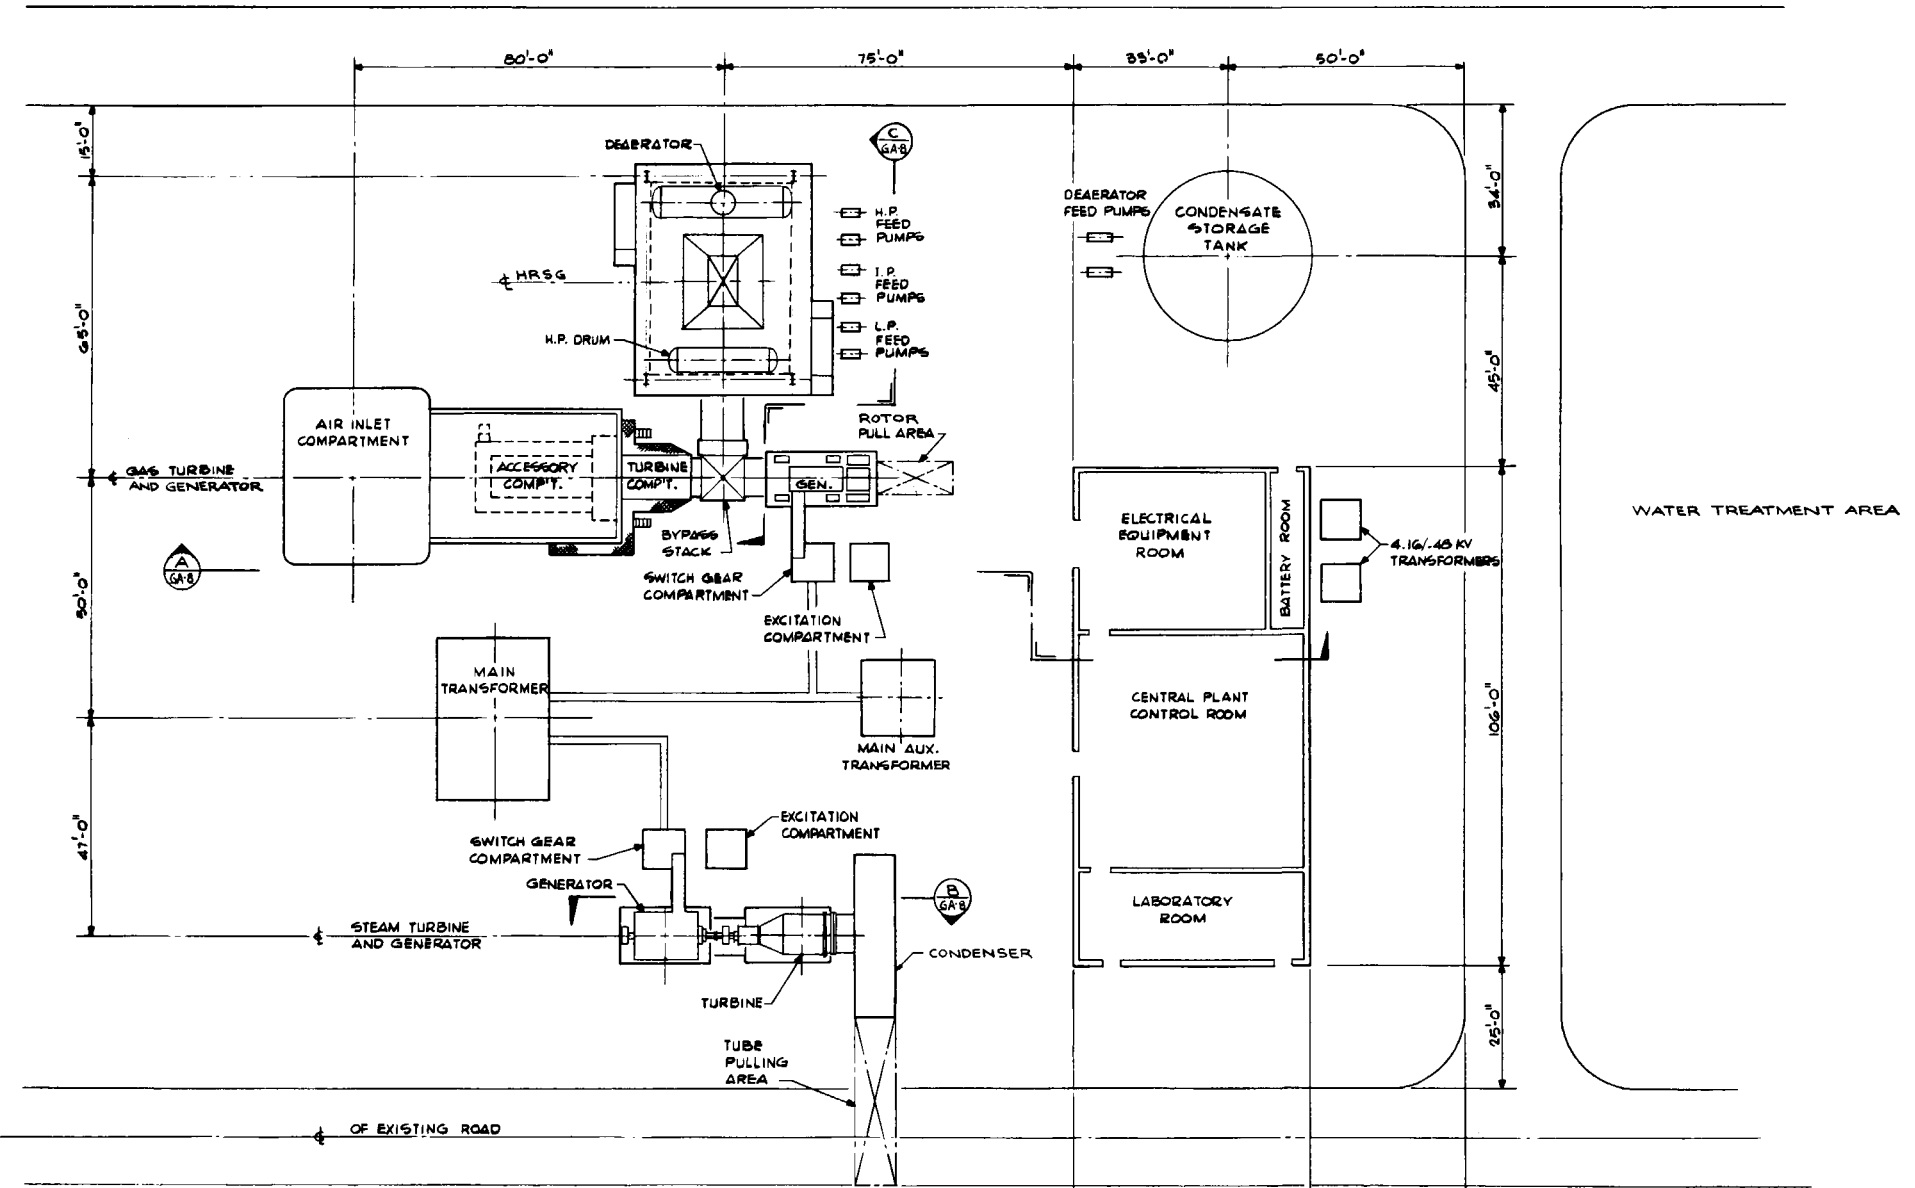 80'-0"
75'-0"
33'-0"
50'-0"
15'-0"
65'-0"
50'-0"
47'-0"
34'-0"
45'-0"
106'-0"
25'-0"
DEAERATOR
C
GA-8
H.P.
FEED
PUMPS
I.P.
FEED
PUMPS
L.P.
FEED
PUMPS
℄ HRSG
H.P. DRUM
DEAERATOR
FEED PUMPS
CONDENSATE
STORAGE
TANK
AIR INLET
COMPARTMENT
ACCESSORY
COMP'T.
TURBINE
COMP'T.
GEN.
ROTOR
PULL AREA
℄ GAS TURBINE
AND GENERATOR
BYPASS
STACK
A
GA-8
SWITCH GEAR
COMPARTMENT
EXCITATION
COMPARTMENT
ELECTRICAL
EQUIPMENT
ROOM
BATTERY ROOM
4.16/.48 KV
TRANSFORMERS
WATER TREATMENT AREA
MAIN
TRANSFORMER
MAIN AUX.
TRANSFORMER
CENTRAL PLANT
CONTROL ROOM
SWITCH GEAR
COMPARTMENT
EXCITATION
COMPARTMENT
GENERATOR
B
GA-8
LABORATORY
ROOM
℄ STEAM TURBINE
AND GENERATOR
CONDENSER
TURBINE
TUBE
PULLING
AREA
℄ OF EXISTING ROAD